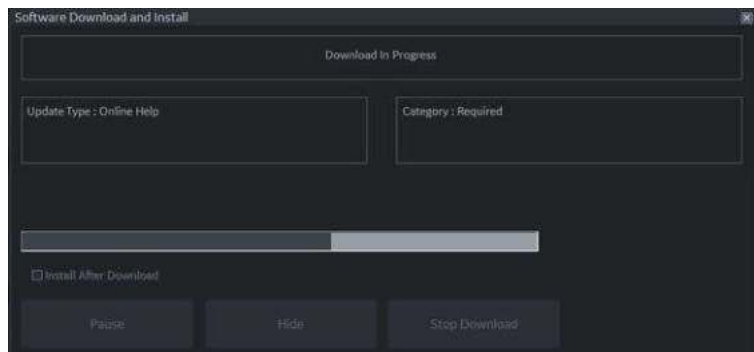 Software Download and Install
Download In Progress
Update Type : Online Help
Category : Required
Install After Download
Pause
Hide
Stop Download